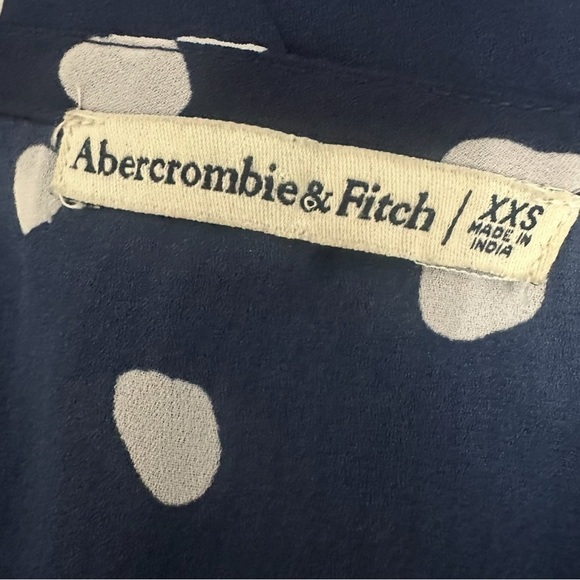 Abercrombie & Fitch / XXS
MADE IN
INDIA